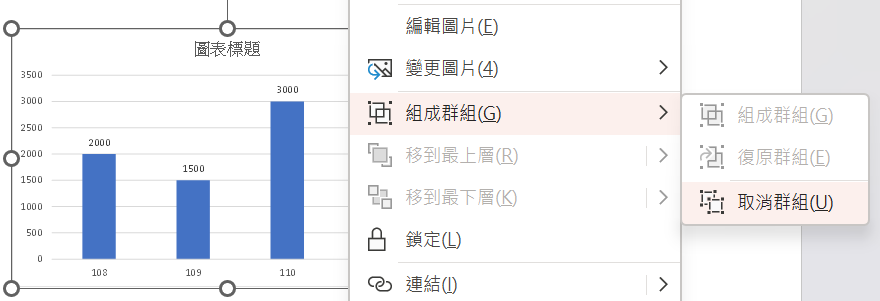 圖表標題
3500
3000
2500
2000
1500
1000
500
0
2000
1500
3000
108
109
110
編輯圖片(E)
變更圖片(4)
組成群組(G)
移到最上層(R)
移到最下層(K)
鎖定(L)
連結(I)
組成群組(G)
復原群組(E)
取消群組(U)